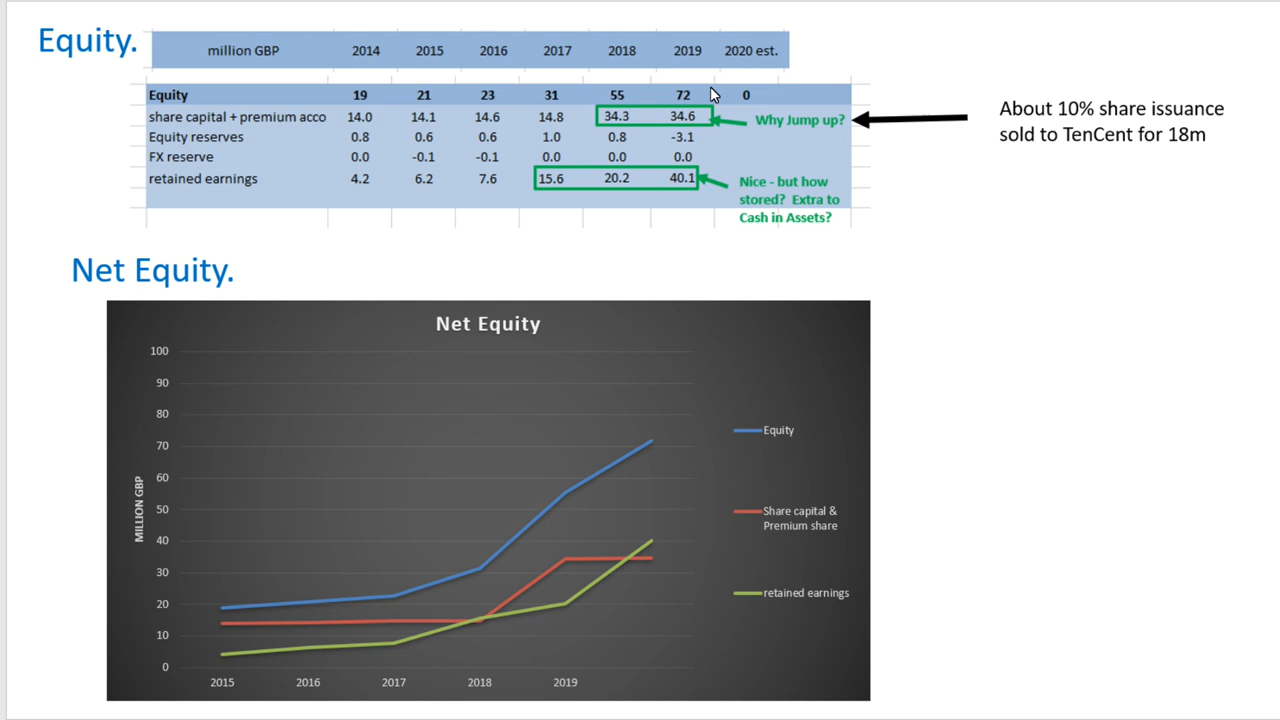 Equity.
million GBP 2014 2015 2016 2017 2018 2019 2020 est.
Equity 19 21 23 31 55 72 0
share capital + premium acco 14.0 14.1 14.6 14.8 34.3 34.6
Why Jump up?
About 10% share issuance
sold to TenCent for 18m
Equity reserves 0.8 0.6 0.6 1.0 0.8 -3.1
FX reserve 0.0 -0.1 -0.1 0.0 0.0 0.0
retained earnings 4.2 6.2 7.6 15.6 20.2 40.1
Nice - but how
stored? Extra to
Cash in Assets?
Net Equity.
Net Equity
100
90
80
70
60
50
40
30
20
10
0
MILLION GBP
2015 2016 2017 2018 2019
Equity
Share capital &
Premium share
retained earnings